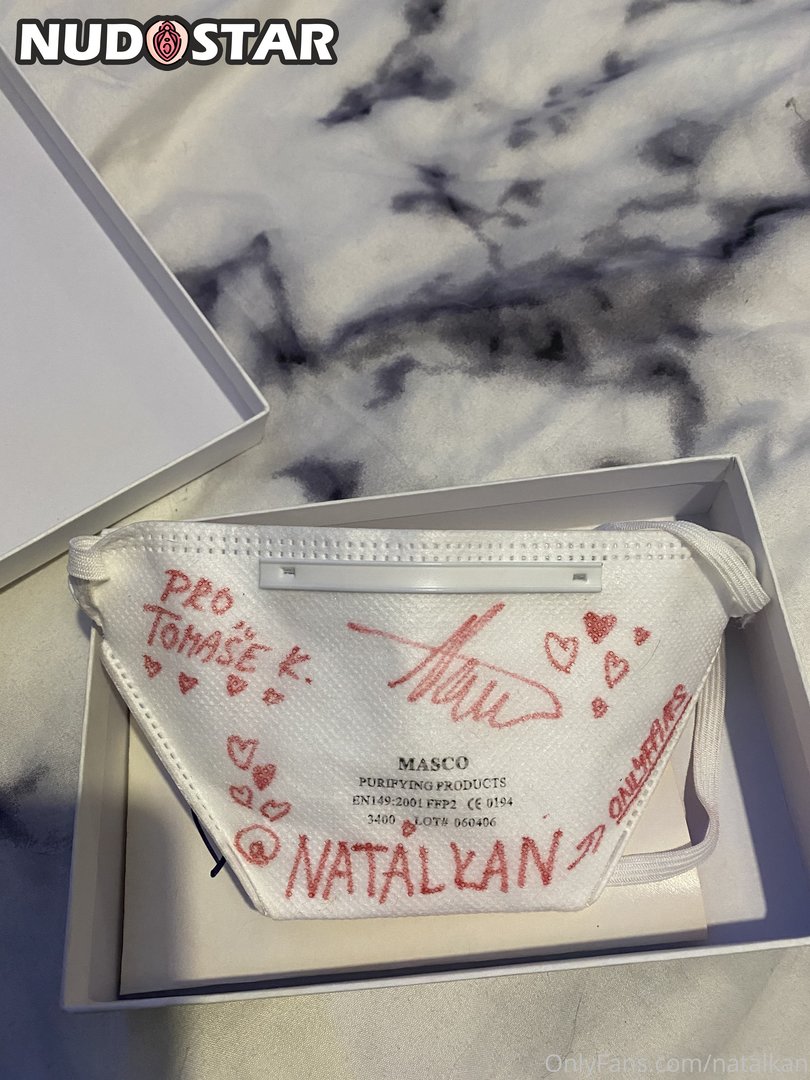 NUDOSTAR
PRO
TOMAŠE K.
MASCO
PURIFYING PRODUCTS
EN149:2001 FFP2 CE 0194
3400 LOT# 060406
@NATALKAN
ONLYFANS
OnlyFans.com/natalkan